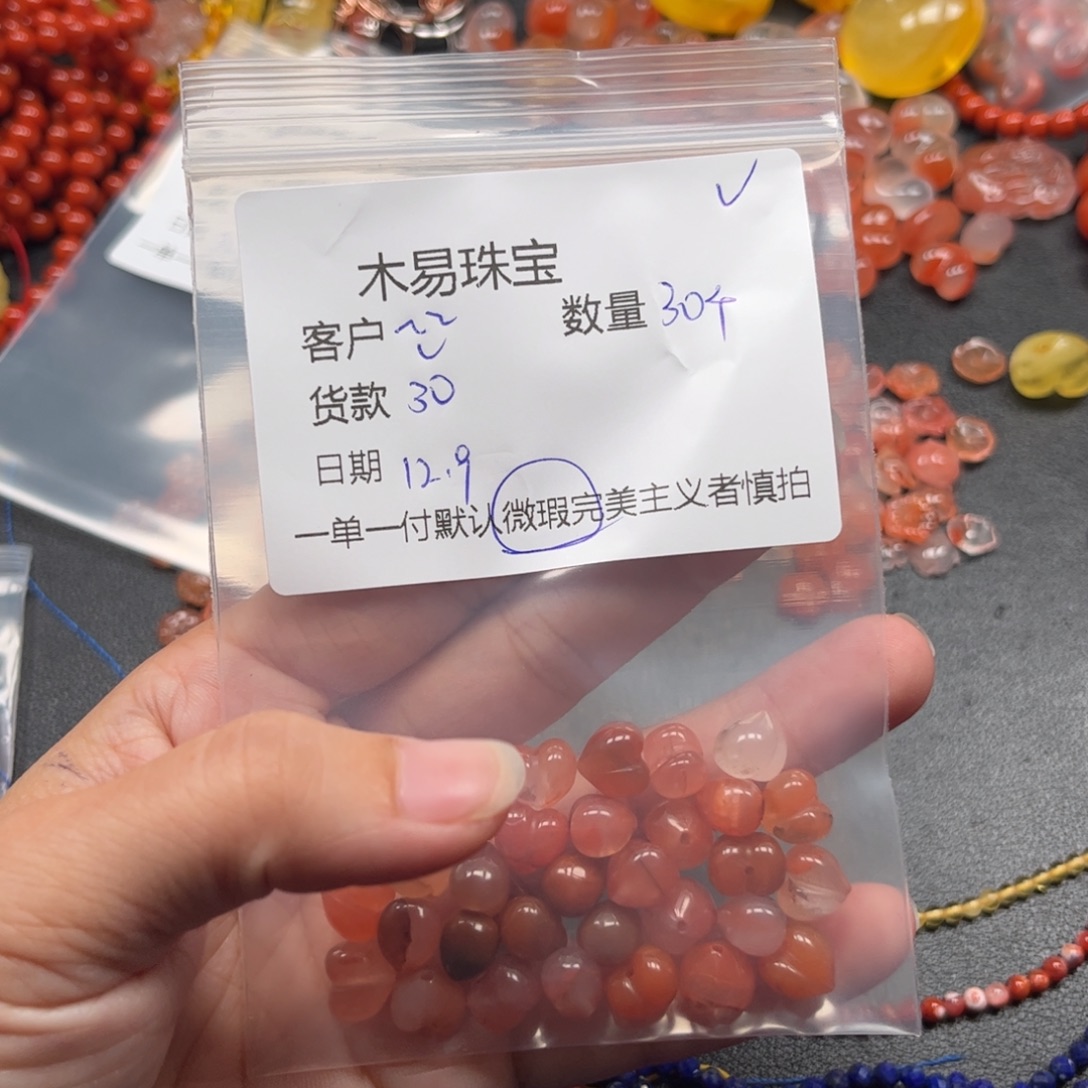 木易珠宝
客户 数量 30个
货款 30
日期 12.9
一单一付默认微瑕完美主义者慎拍